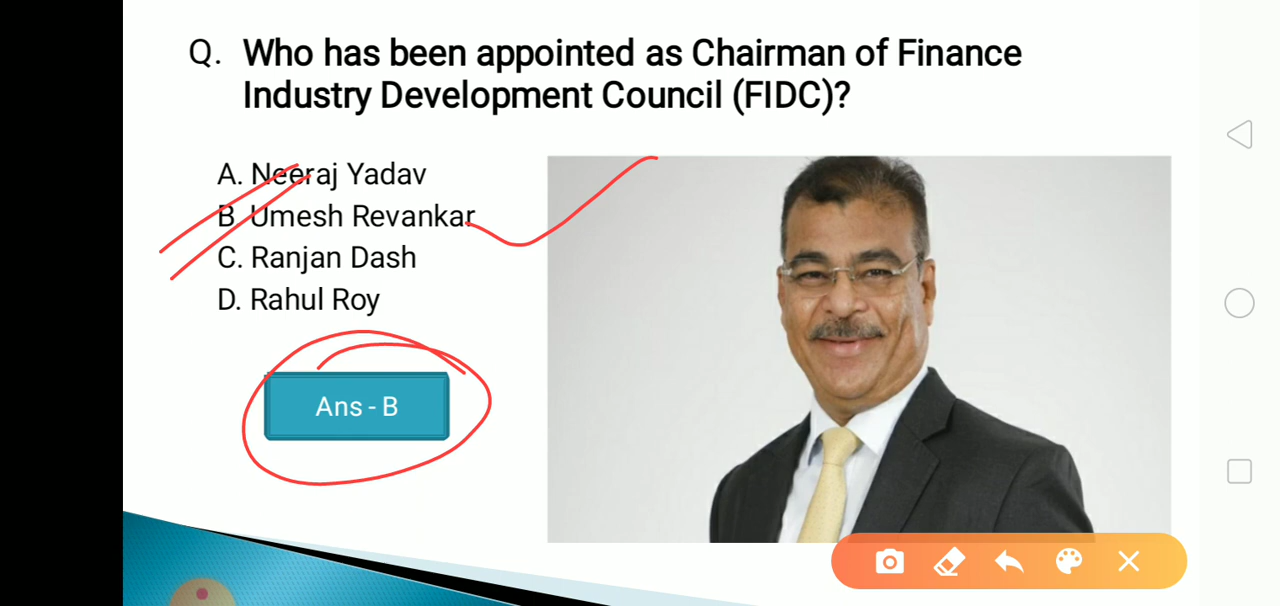 Q. Who has been appointed as Chairman of Finance
Industry Development Council (FIDC)?
A. Neeraj Yadav
B. Umesh Revankar
C. Ranjan Dash
D. Rahul Roy
Ans - B